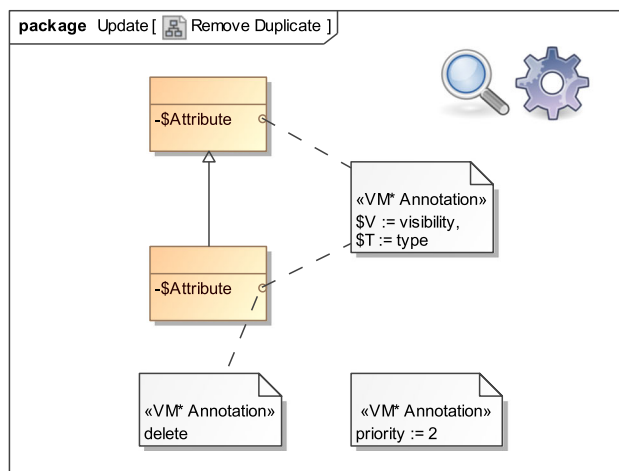 package Update [ Remove Duplicate ]
-$Attribute
«VM* Annotation»
$V := visibility,
$T := type
-$Attribute
«VM* Annotation»
delete
«VM* Annotation»
priority := 2